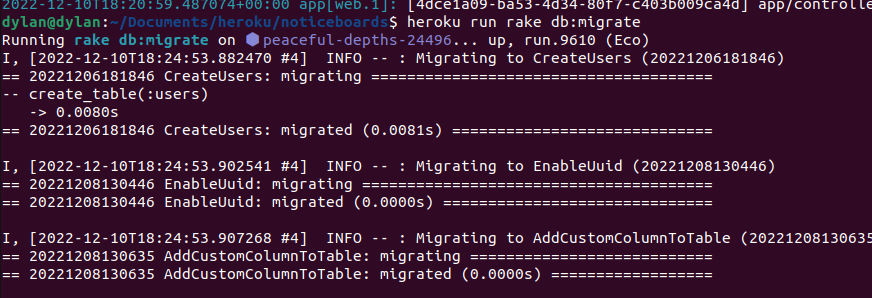 2022-12-10T18:20:59.487074+00:00 app[web.1]: [4dce1a09-ba53-4d34-80f7-c403b009ca4d] app/controlle
dylan@dylan:~/Documents/heroku/noticeboards$ heroku run rake db:migrate
Running rake db:migrate on ⬢ peaceful-depths-24496... up, run.9610 (Eco)
I, [2022-12-10T18:24:53.882470 #4]  INFO -- : Migrating to CreateUsers (20221206181846)
== 20221206181846 CreateUsers: migrating ======================================
-- create_table(:users)
   -> 0.0080s
== 20221206181846 CreateUsers: migrated (0.0081s) =============================

I, [2022-12-10T18:24:53.902541 #4]  INFO -- : Migrating to EnableUuid (20221208130446)
== 20221208130446 EnableUuid: migrating =======================================
== 20221208130446 EnableUuid: migrated (0.0000s) ==============================

I, [2022-12-10T18:24:53.907268 #4]  INFO -- : Migrating to AddCustomColumnToTable (20221208130635
== 20221208130635 AddCustomColumnToTable: migrating ===========================
== 20221208130635 AddCustomColumnToTable: migrated (0.0000s) ==================